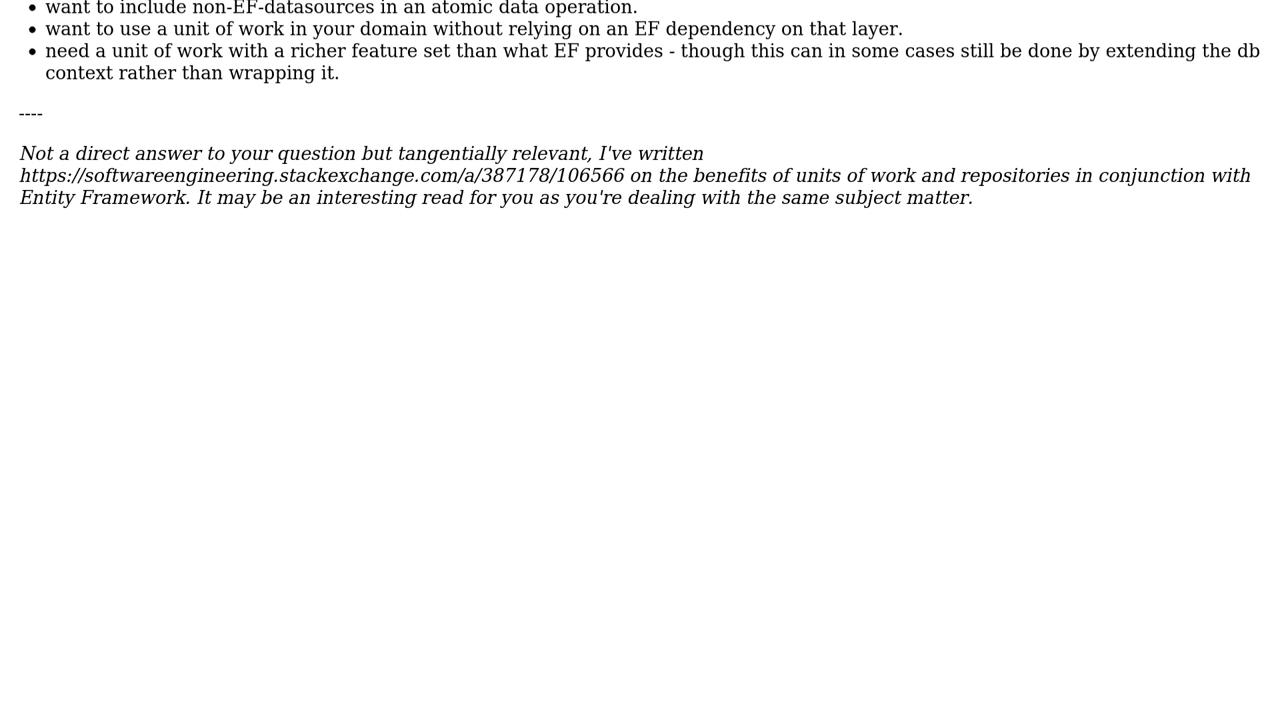 • want to include non-EF-datasources in an atomic data operation.
• want to use a unit of work in your domain without relying on an EF dependency on that layer.
• need a unit of work with a richer feature set than what EF provides - though this can in some cases still be done by extending the db
context rather than wrapping it.
----
Not a direct answer to your question but tangentially relevant, I've written
https://softwareengineering.stackexchange.com/a/387178/106566 on the benefits of units of work and repositories in conjunction with
Entity Framework. It may be an interesting read for you as you're dealing with the same subject matter.